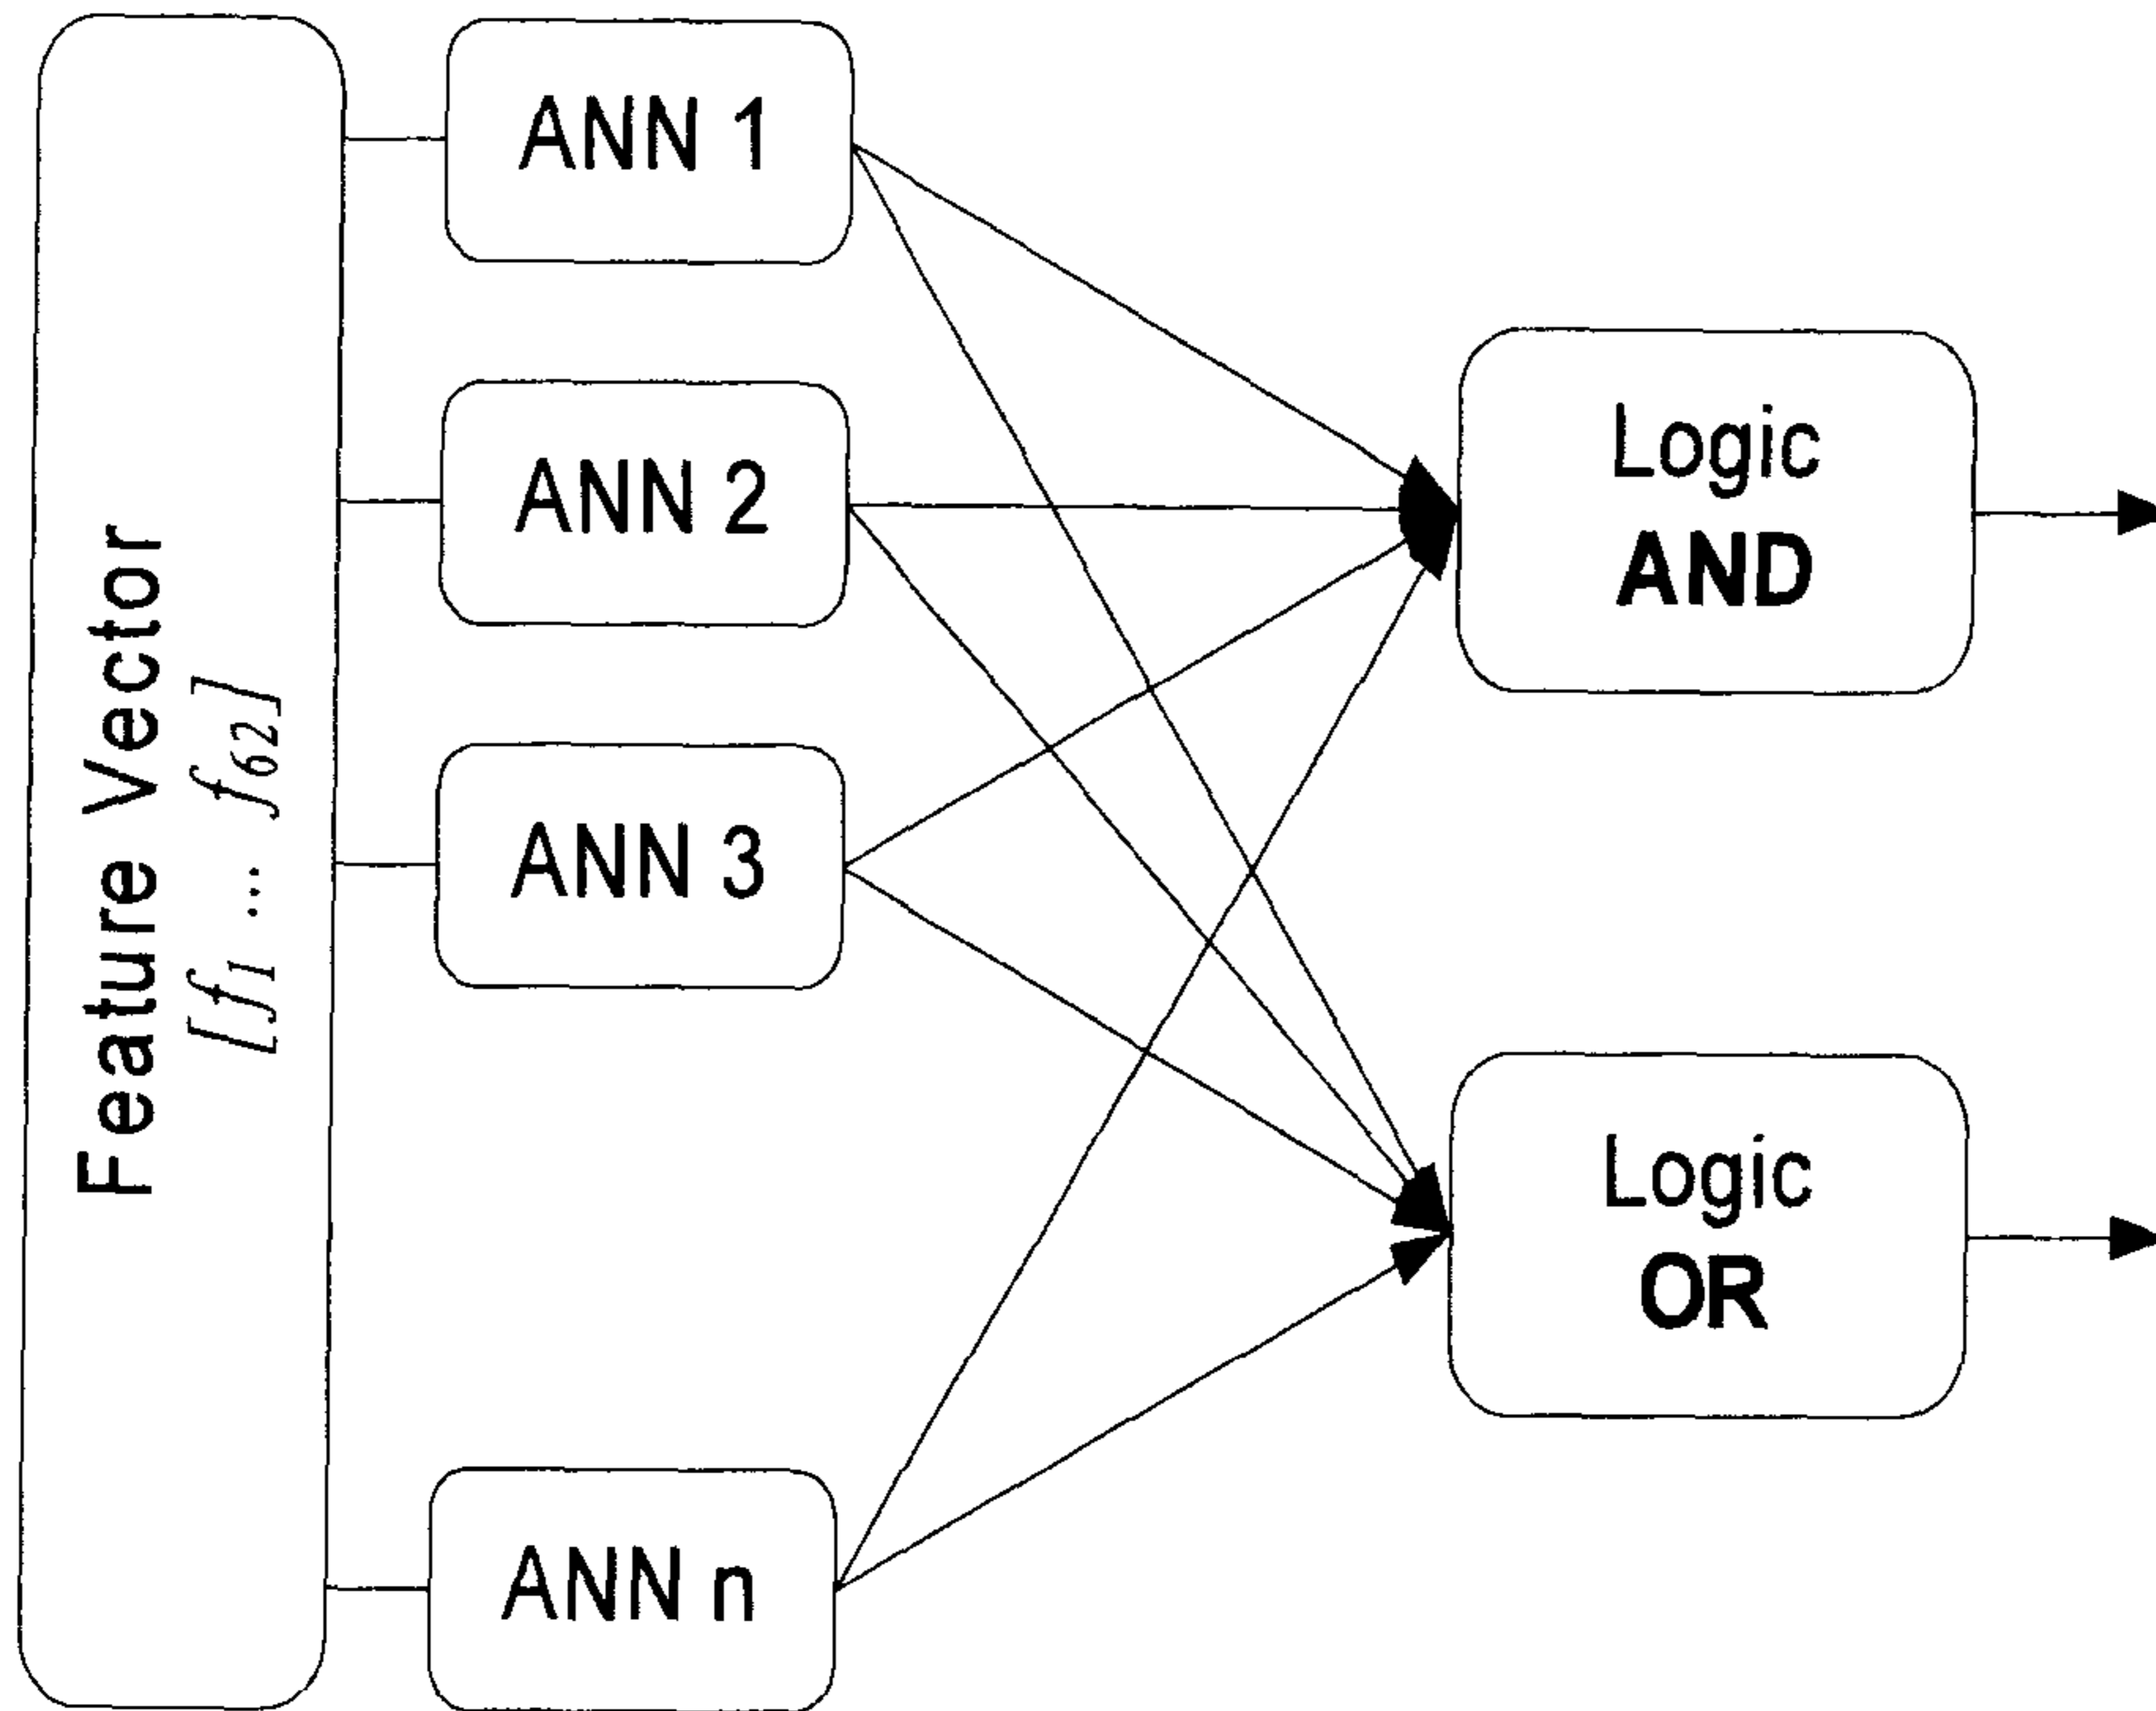 Feature Vector
[f1 ... f62]
ANN 1
ANN 2
ANN 3
ANN n
Logic
AND
Logic
OR